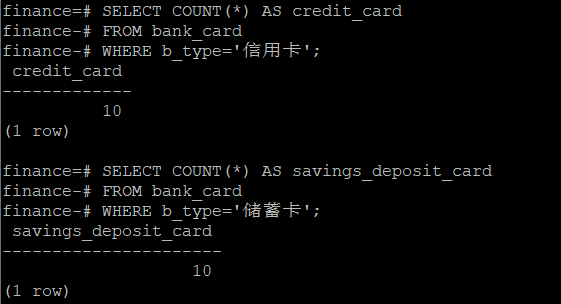 finance=# SELECT COUNT(*) AS credit_card
finance-# FROM bank_card
finance-# WHERE b_type='信用卡';
 credit_card
-------------
          10
(1 row)

finance=# SELECT COUNT(*) AS savings_deposit_card
finance-# FROM bank_card
finance-# WHERE b_type='储蓄卡';
 savings_deposit_card
----------------------
                   10
(1 row)